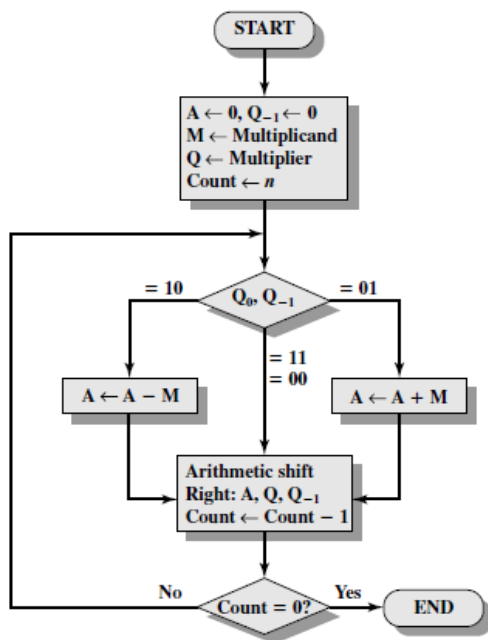 START
A ← 0, Q₋₁ ← 0
M ← Multiplicand
Q ← Multiplier
Count ← n
= 10
Q₀, Q₋₁
= 01
= 11
= 00
A ← A − M
A ← A + M
Arithmetic shift
Right: A, Q, Q₋₁
Count ← Count − 1
No
Count = 0?
Yes
END